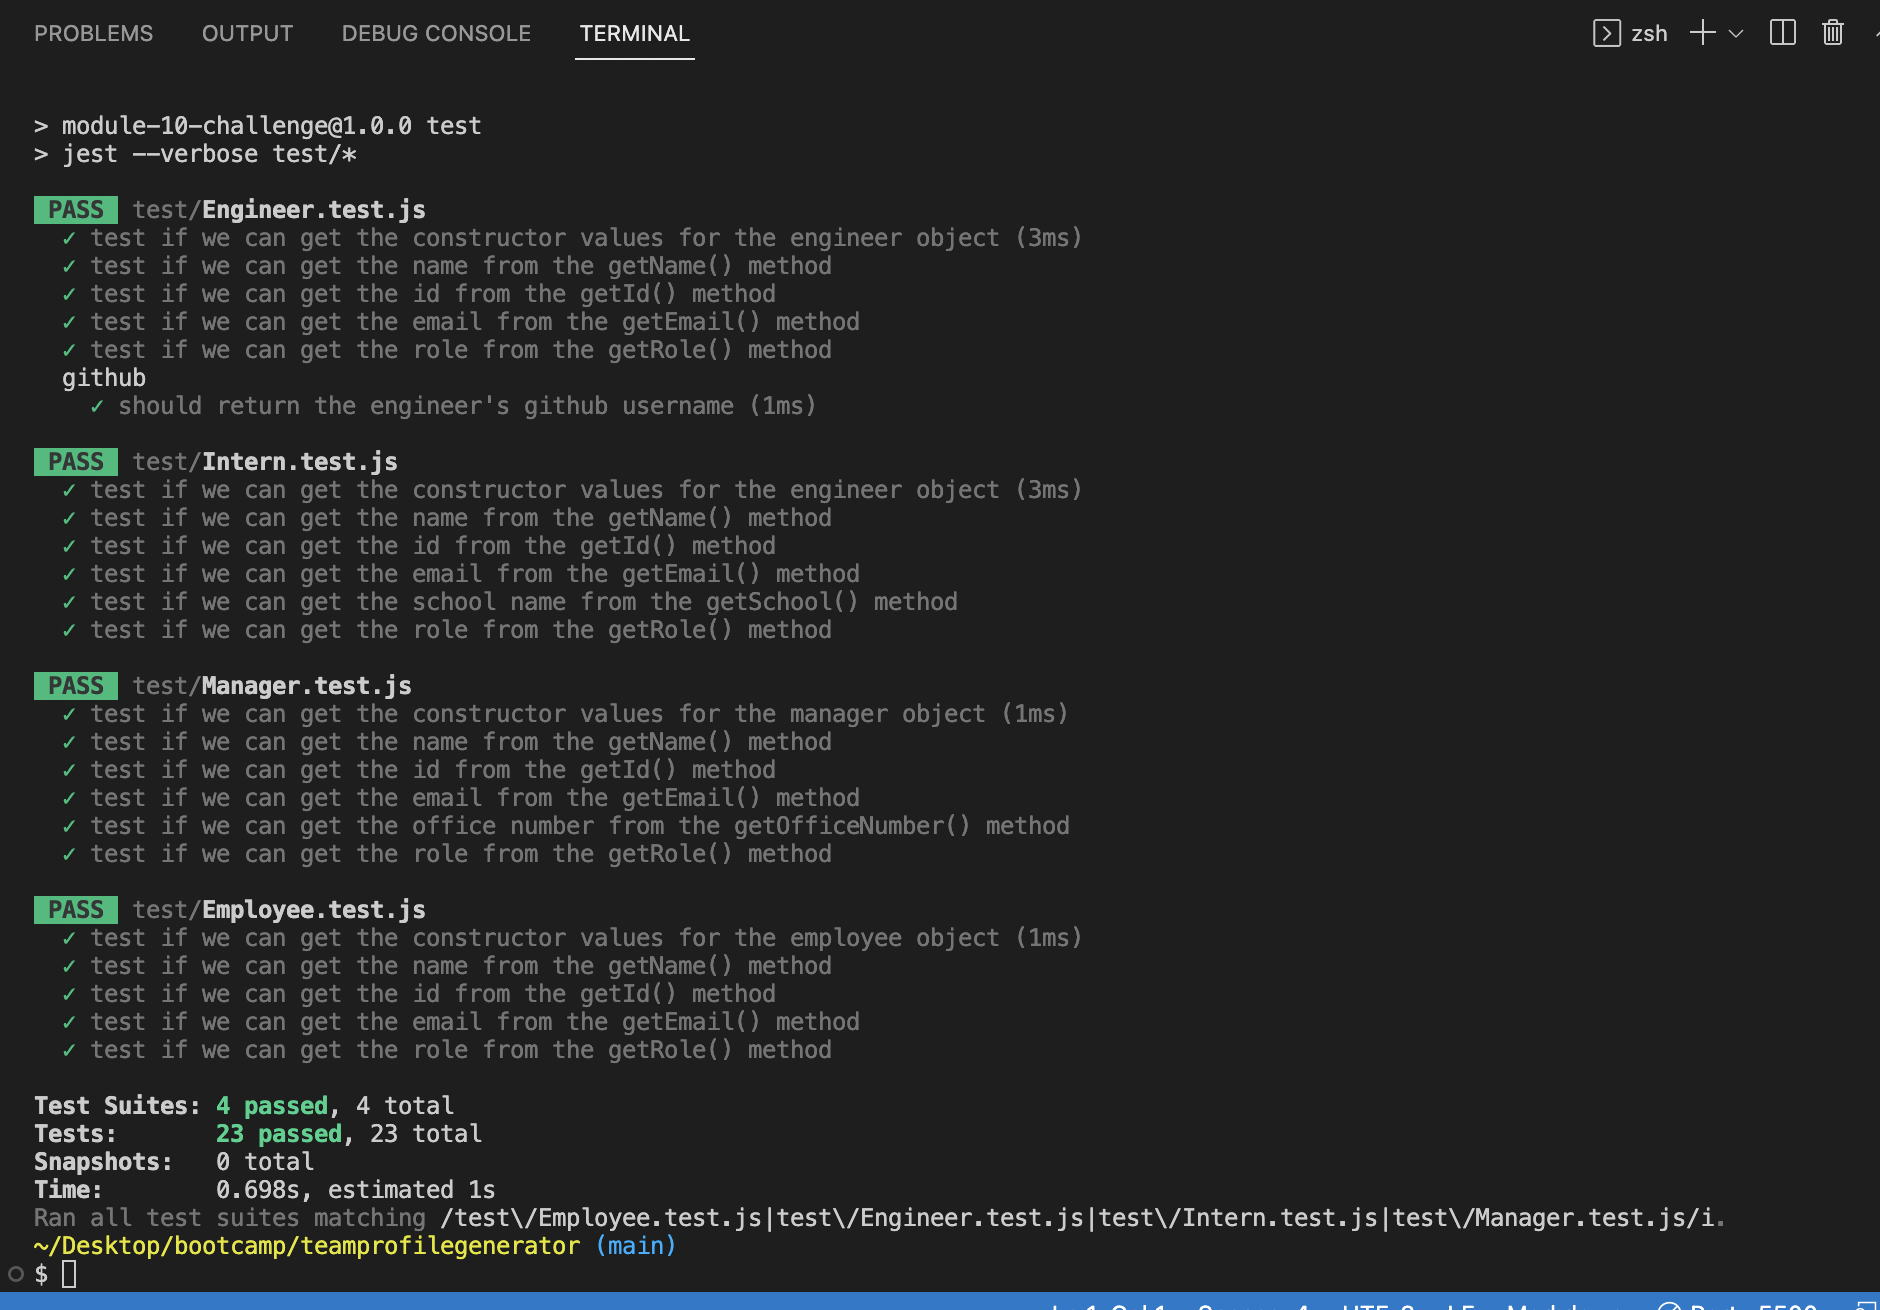 PROBLEMS OUTPUT DEBUG CONSOLE TERMINAL zsh
> module-10-challenge@1.0.0 test
> jest --verbose test/*
PASS test/Engineer.test.js
✓ test if we can get the constructor values for the engineer object (3ms)
✓ test if we can get the name from the getName() method
✓ test if we can get the id from the getId() method
✓ test if we can get the email from the getEmail() method
✓ test if we can get the role from the getRole() method
github
✓ should return the engineer's github username (1ms)
PASS test/Intern.test.js
✓ test if we can get the constructor values for the engineer object (3ms)
✓ test if we can get the name from the getName() method
✓ test if we can get the id from the getId() method
✓ test if we can get the email from the getEmail() method
✓ test if we can get the school name from the getSchool() method
✓ test if we can get the role from the getRole() method
PASS test/Manager.test.js
✓ test if we can get the constructor values for the manager object (1ms)
✓ test if we can get the name from the getName() method
✓ test if we can get the id from the getId() method
✓ test if we can get the email from the getEmail() method
✓ test if we can get the office number from the getOfficeNumber() method
✓ test if we can get the role from the getRole() method
PASS test/Employee.test.js
✓ test if we can get the constructor values for the employee object (1ms)
✓ test if we can get the name from the getName() method
✓ test if we can get the id from the getId() method
✓ test if we can get the email from the getEmail() method
✓ test if we can get the role from the getRole() method
Test Suites: 4 passed, 4 total
Tests: 23 passed, 23 total
Snapshots: 0 total
Time: 0.698s, estimated 1s
Ran all test suites matching /test\/Employee.test.js|test\/Engineer.test.js|test\/Intern.test.js|test\/Manager.test.js/i.
~/Desktop/bootcamp/teamprofilegenerator (main)
$